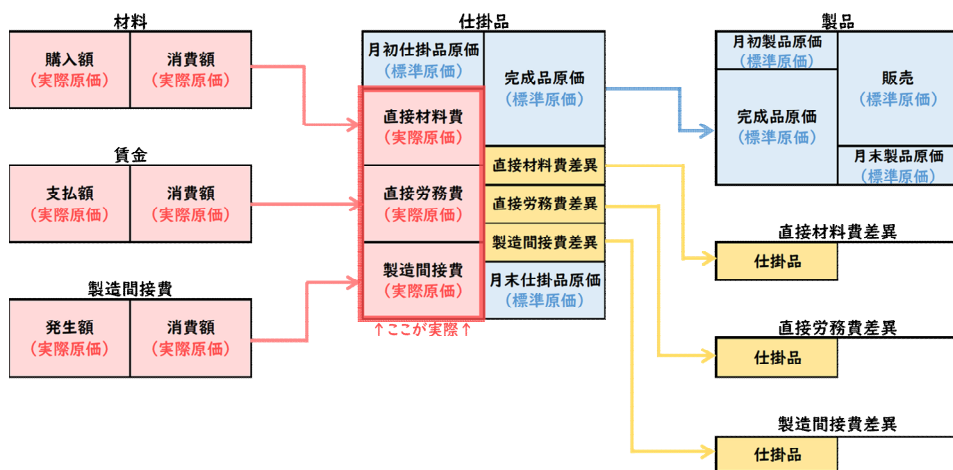 材料
購入額
（実際原価）
消費額
（実際原価）
賃金
支払額
（実際原価）
消費額
（実際原価）
製造間接費
発生額
（実際原価）
消費額
（実際原価）
仕掛品
月初仕掛品原価
（標準原価）
直接材料費
（実際原価）
直接労務費
（実際原価）
製造間接費
（実際原価）
↑ここが実際↑
完成品原価
（標準原価）
直接材料費差異
直接労務費差異
製造間接費差異
月末仕掛品原価
（標準原価）
製品
月初製品原価
（標準原価）
完成品原価
（標準原価）
販売
（標準原価）
月末製品原価
（標準原価）
直接材料費差異
仕掛品
直接労務費差異
仕掛品
製造間接費差異
仕掛品